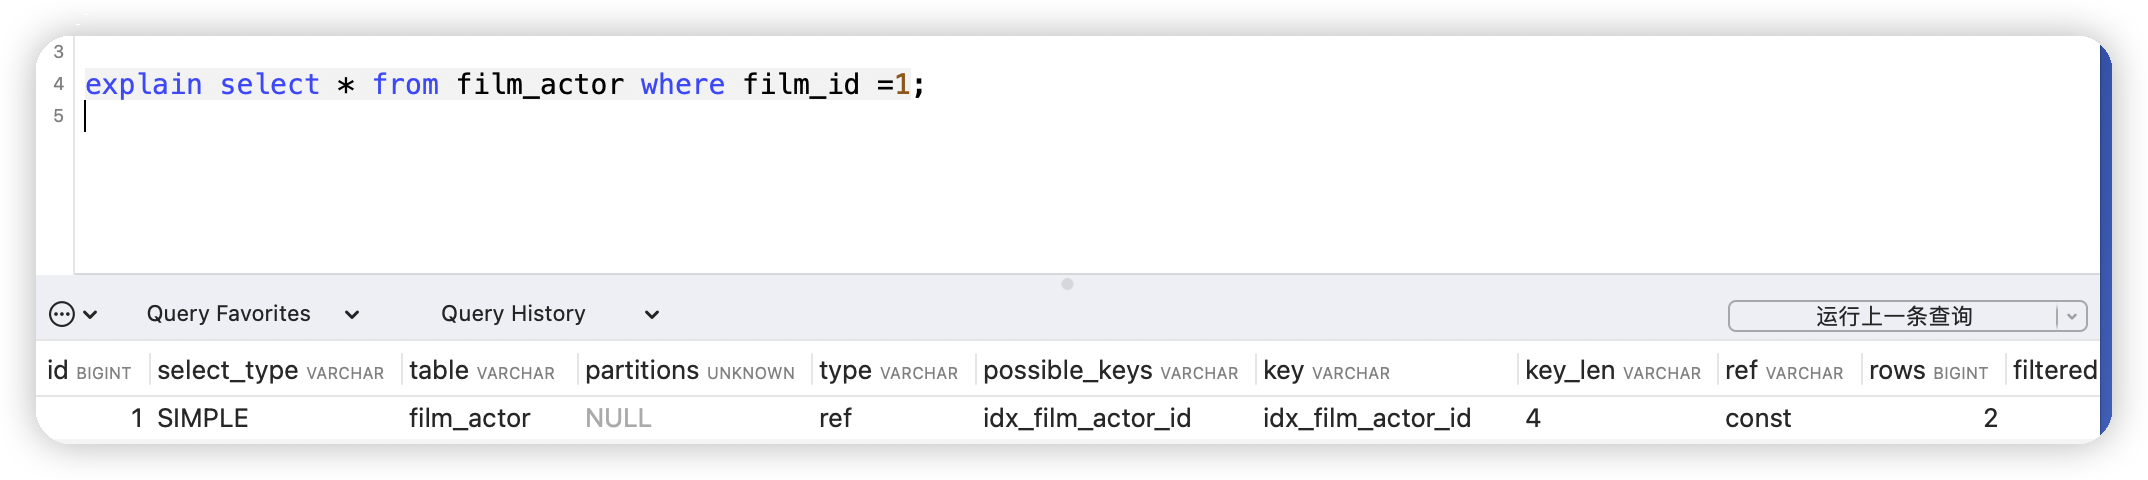 3
4 explain select * from film_actor where film_id =1;
5
Query Favorites Query History 运行上一条查询
id BIGINT select_type VARCHAR table VARCHAR partitions UNKNOWN type VARCHAR possible_keys VARCHAR key VARCHAR key_len VARCHAR ref VARCHAR rows BIGINT filtered
1 SIMPLE film_actor NULL ref idx_film_actor_id idx_film_actor_id 4 const 2